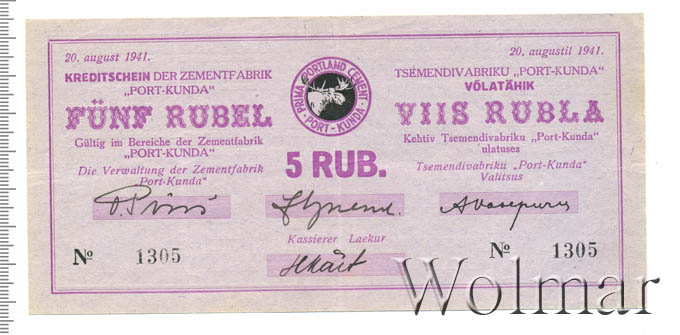 20. august 1941.
KREDITSCHEIN DER ZEMENTFABRIK
„PORT-KUNDA"
FÜNF RUBEL
Gültig im Bereiche der Zementfabrik
„PORT-KUNDA"
Die Verwaltung der Zementfabrik
„Port-Kunda"
PRIMA PORTLAND CEMENT
PORT-KUNDA
5 RUB.
20. augustil 1941.
TSEMENDIVABRIKU „PORT-KUNDA"
VÕLATÄHIK
VIIS RUBLA
Kehtiv Tsemendivabriku „Port-Kunda"
ulatuses
Tsemendivabriku „Port-Kunda"
Valitsus
Kassierer Laekur
№ 1305
№ 1305
Wolmar